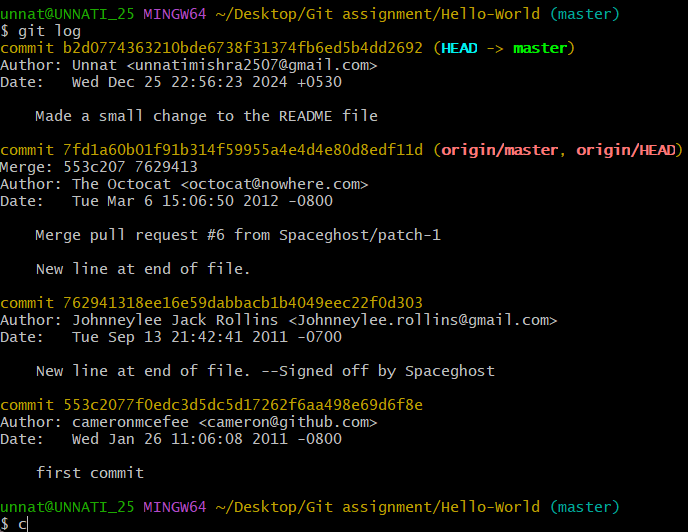 unnat@UNNATI_25 MINGW64 ~/Desktop/Git assignment/Hello-World (master)
$ git log
commit b2d0774363210bde6738f31374fb6ed5b4dd2692 (HEAD -> master)
Author: Unnat <unnatimishra2507@gmail.com>
Date:   Wed Dec 25 22:56:23 2024 +0530

    Made a small change to the README file

commit 7fd1a60b01f91b314f59955a4e4d4e80d8edf11d (origin/master, origin/HEAD)
Merge: 553c207 7629413
Author: The Octocat <octocat@nowhere.com>
Date:   Tue Mar 6 15:06:50 2012 -0800

    Merge pull request #6 from Spaceghost/patch-1

    New line at end of file.

commit 762941318ee16e59dabbacb1b4049eec22f0d303
Author: Johnneylee Jack Rollins <Johnneylee.rollins@gmail.com>
Date:   Tue Sep 13 21:42:41 2011 -0700

    New line at end of file. --Signed off by Spaceghost

commit 553c2077f0edc3d5dc5d17262f6aa498e69d6f8e
Author: cameronmcefee <cameron@github.com>
Date:   Wed Jan 26 11:06:08 2011 -0800

    first commit

unnat@UNNATI_25 MINGW64 ~/Desktop/Git assignment/Hello-World (master)
$ c